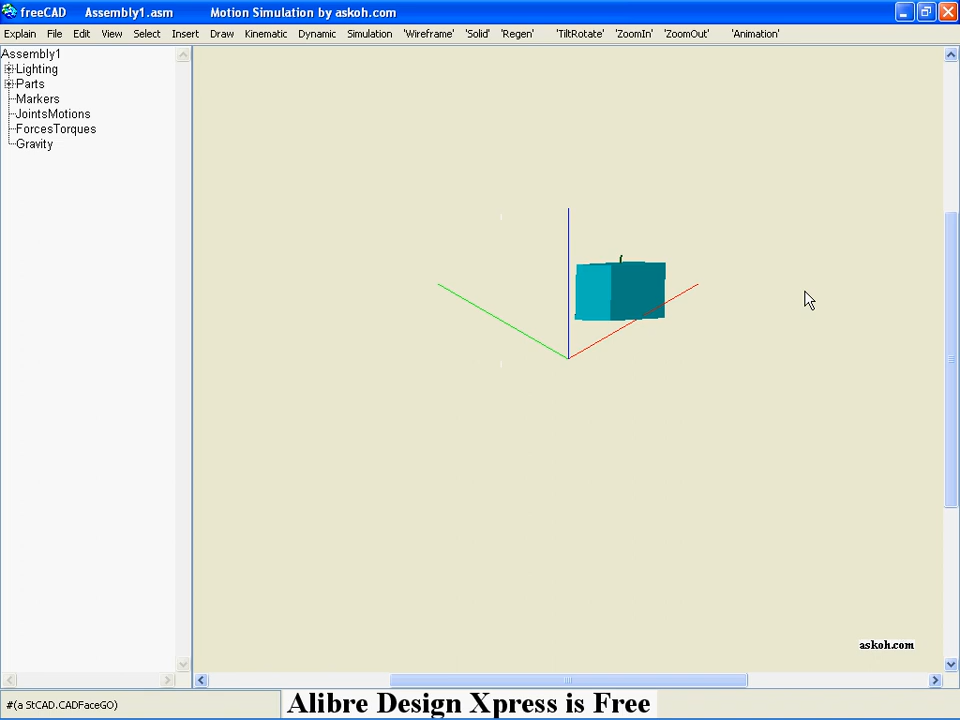 freeCAD Assembly1.asm Motion Simulation by askoh.com
Explain File Edit View Select Insert Draw Kinematic Dynamic Simulation 'Wireframe' 'Solid' 'Regen' 'TiltRotate' 'ZoomIn' 'ZoomOut' 'Animation'
Assembly1
Lighting
Parts
Markers
JointsMotions
ForcesTorques
Gravity
askoh.com
#(a StCAD.CADFaceGO)
Alibre Design Xpress is Free